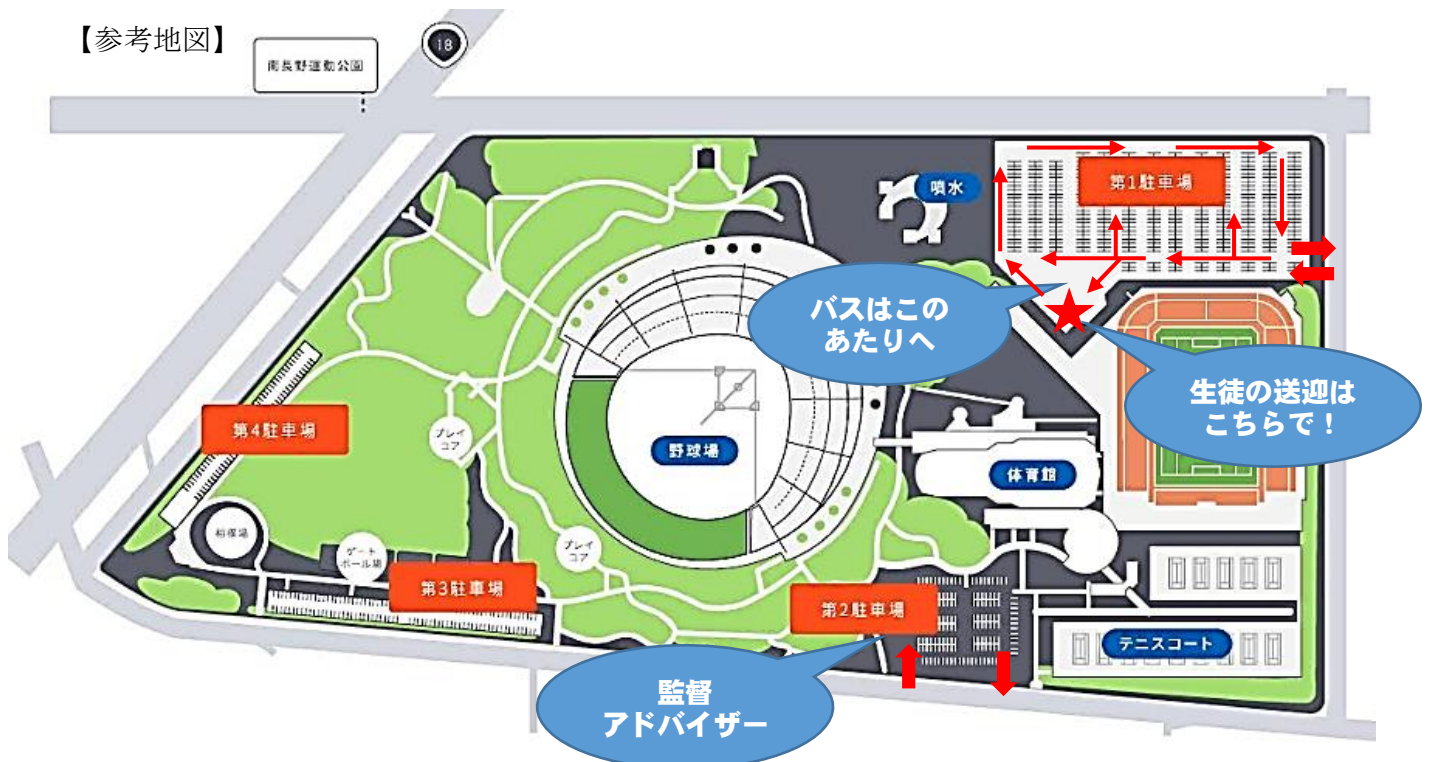 【参考地図】
18
南長野運動公園
第1駐車場
噴水
バスはこの
あたりへ
生徒の送迎は
こちらで！
第4駐車場
プレイ
コア
野球場
体育館
相撲場
ゲート
ボール場
プレイ
コア
第3駐車場
第2駐車場
テニスコート
監督
アドバイザー